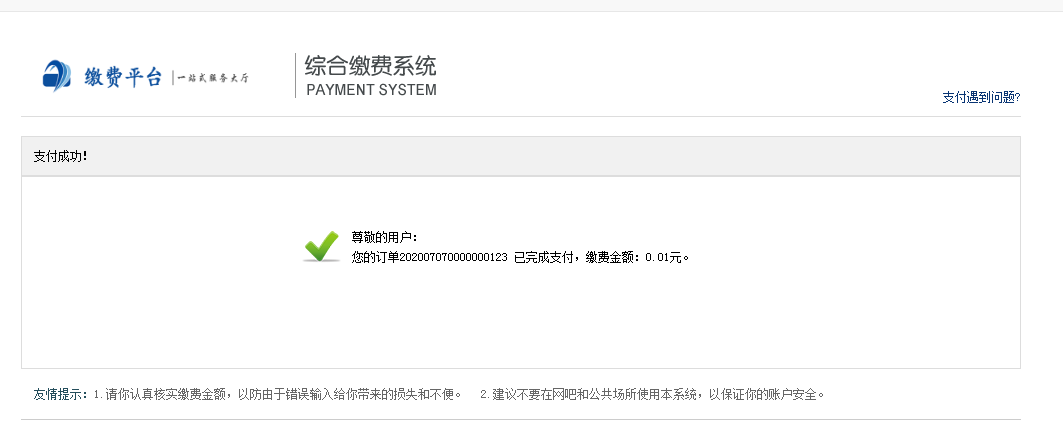 缴费平台 一站式服务大厅
综合缴费系统
PAYMENT SYSTEM
支付遇到问题?
支付成功!
尊敬的用户:
您的订单202007070000000123 已完成支付，缴费金额：0.01元。
友情提示：1.请你认真核实缴费金额，以防由于错误输入给你带来的损失和不便。 2.建议不要在网吧和公共场所使用本系统，以保证你的账户安全。